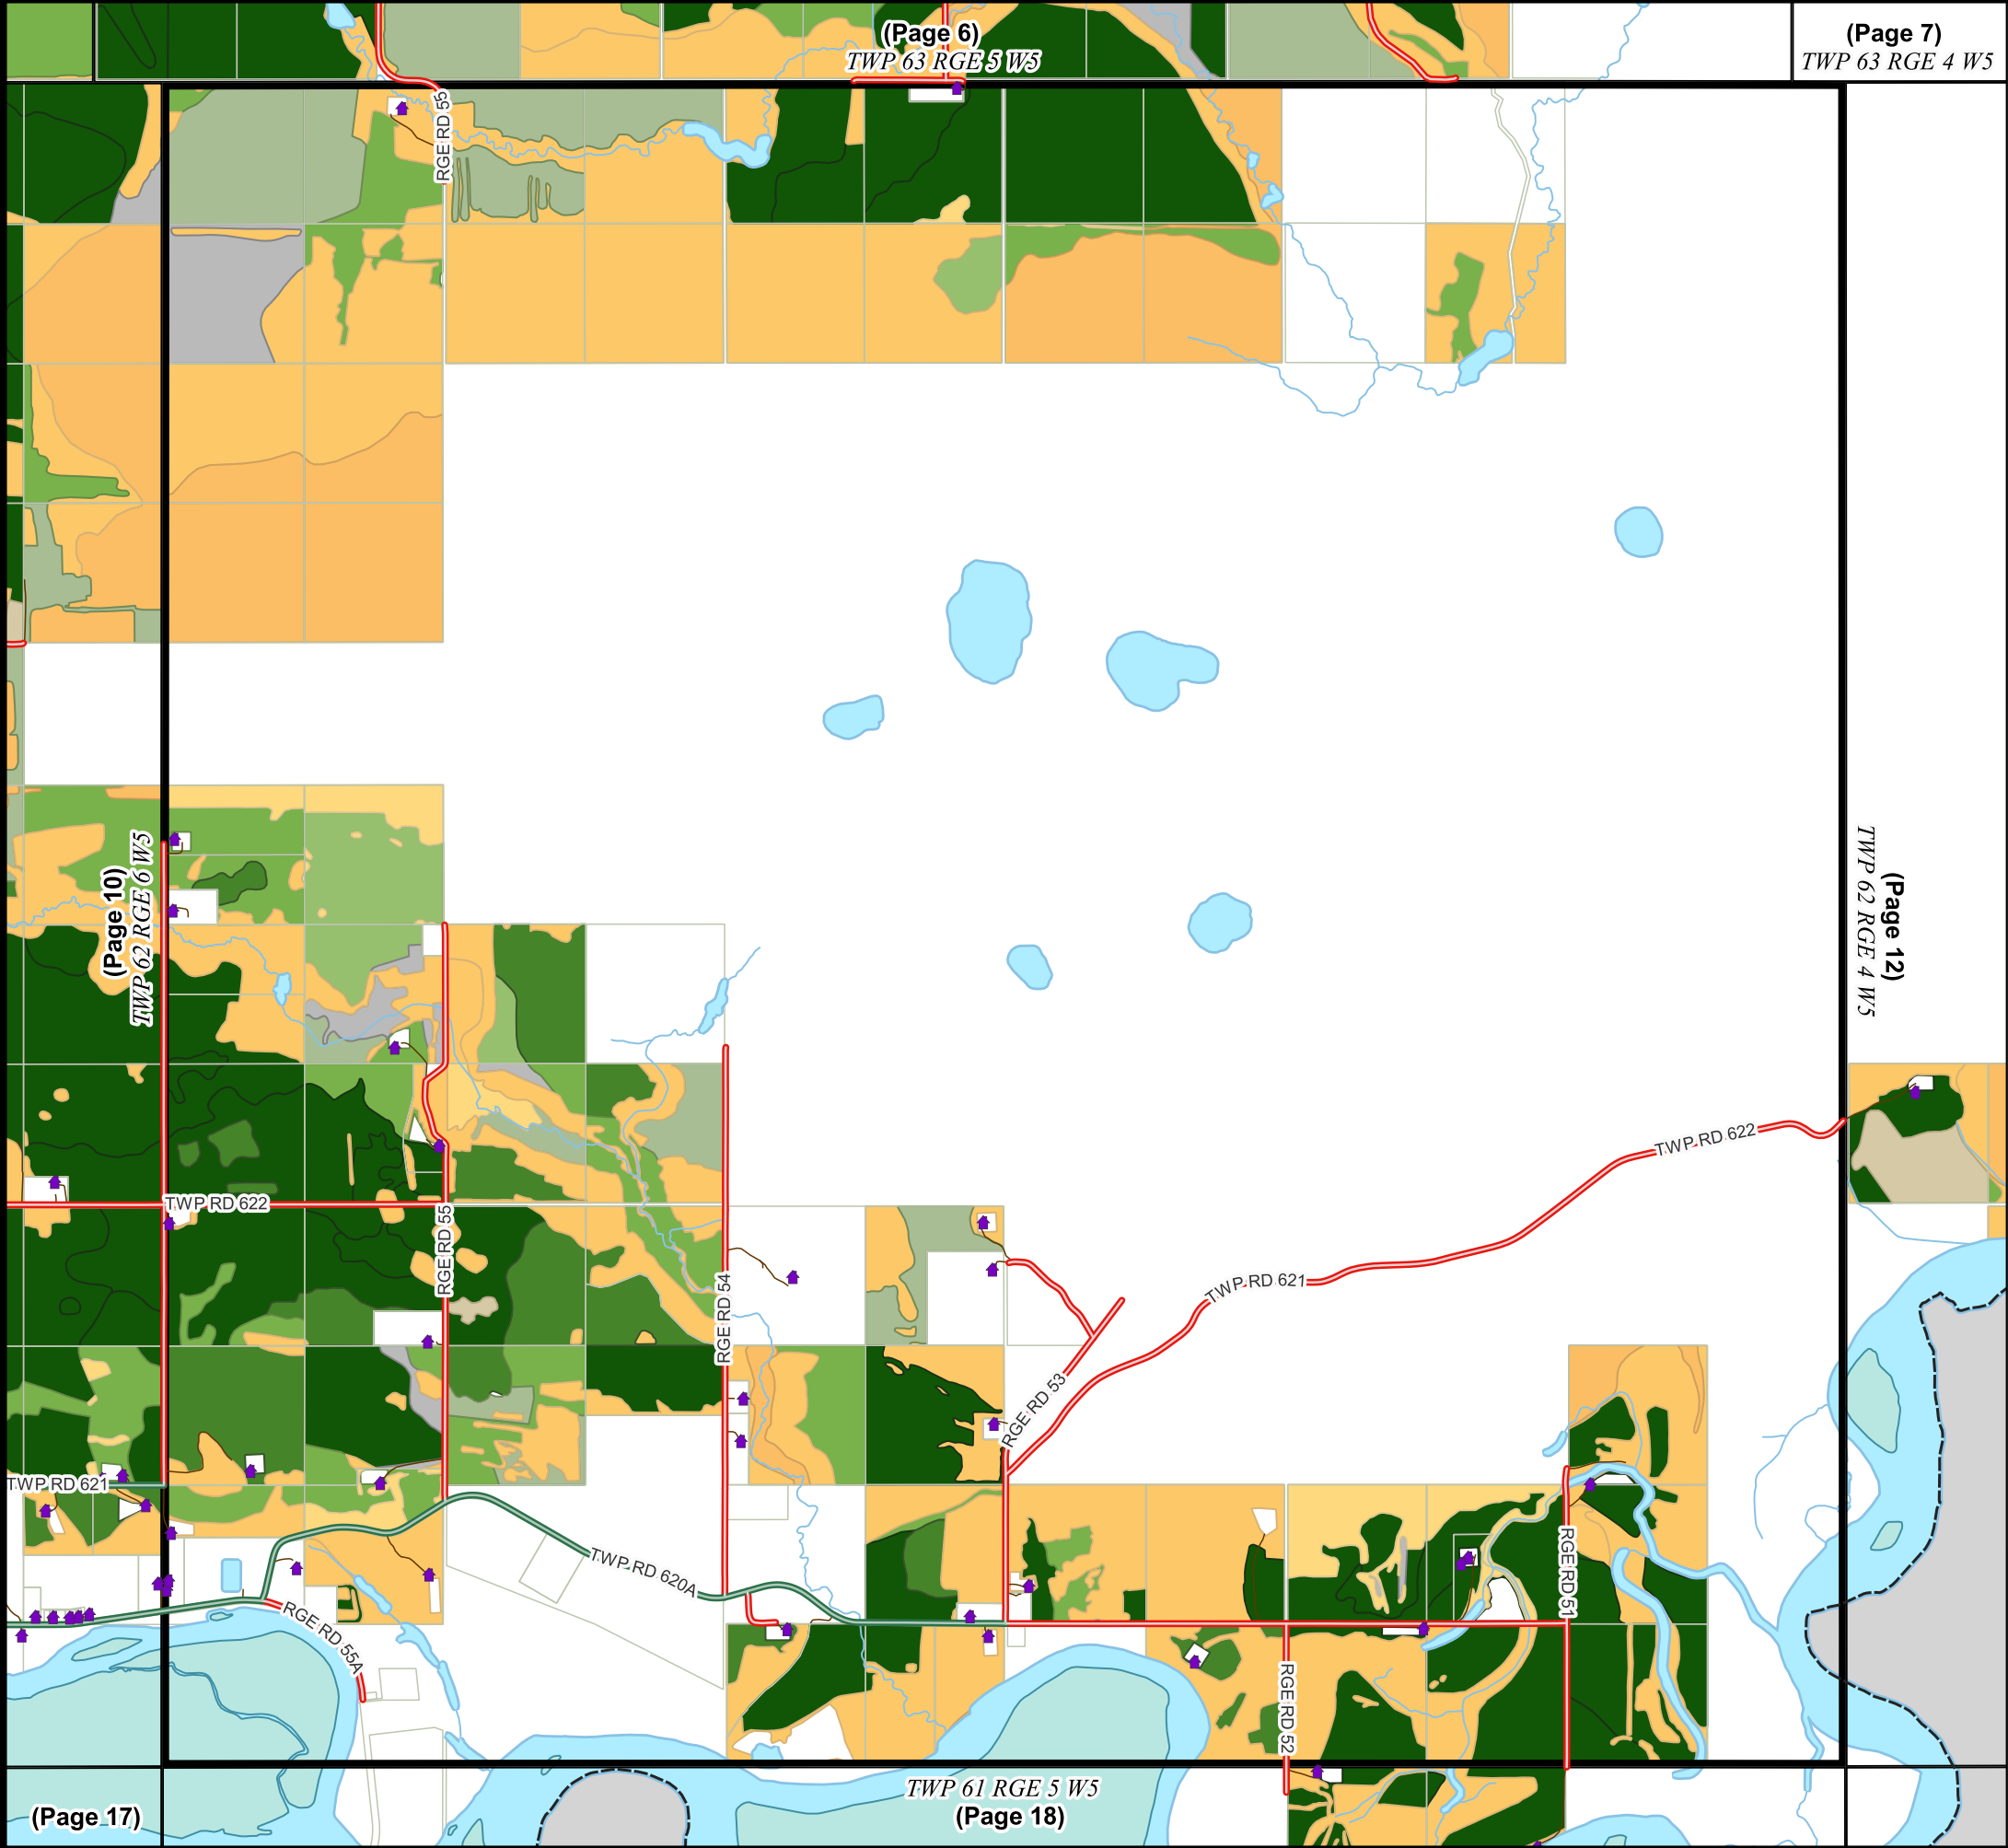 (Page 6)
TWP 63 RGE 5 W5
(Page 7)
TWP 63 RGE 4 W5
RGE RD 55
(Page 10)
TWP 62 RGE 6 W5
(Page 12)
TWP 62 RGE 4 W5
TWP RD 622
TWP RD 622
RGE RD 55
RGE RD 54
TWP RD 621
RGE RD 53
TWP RD 621
TWP RD 620A
RGE RD 51
RGE RD 55A
RGE RD 52
(Page 17)
TWP 61 RGE 5 W5
(Page 18)